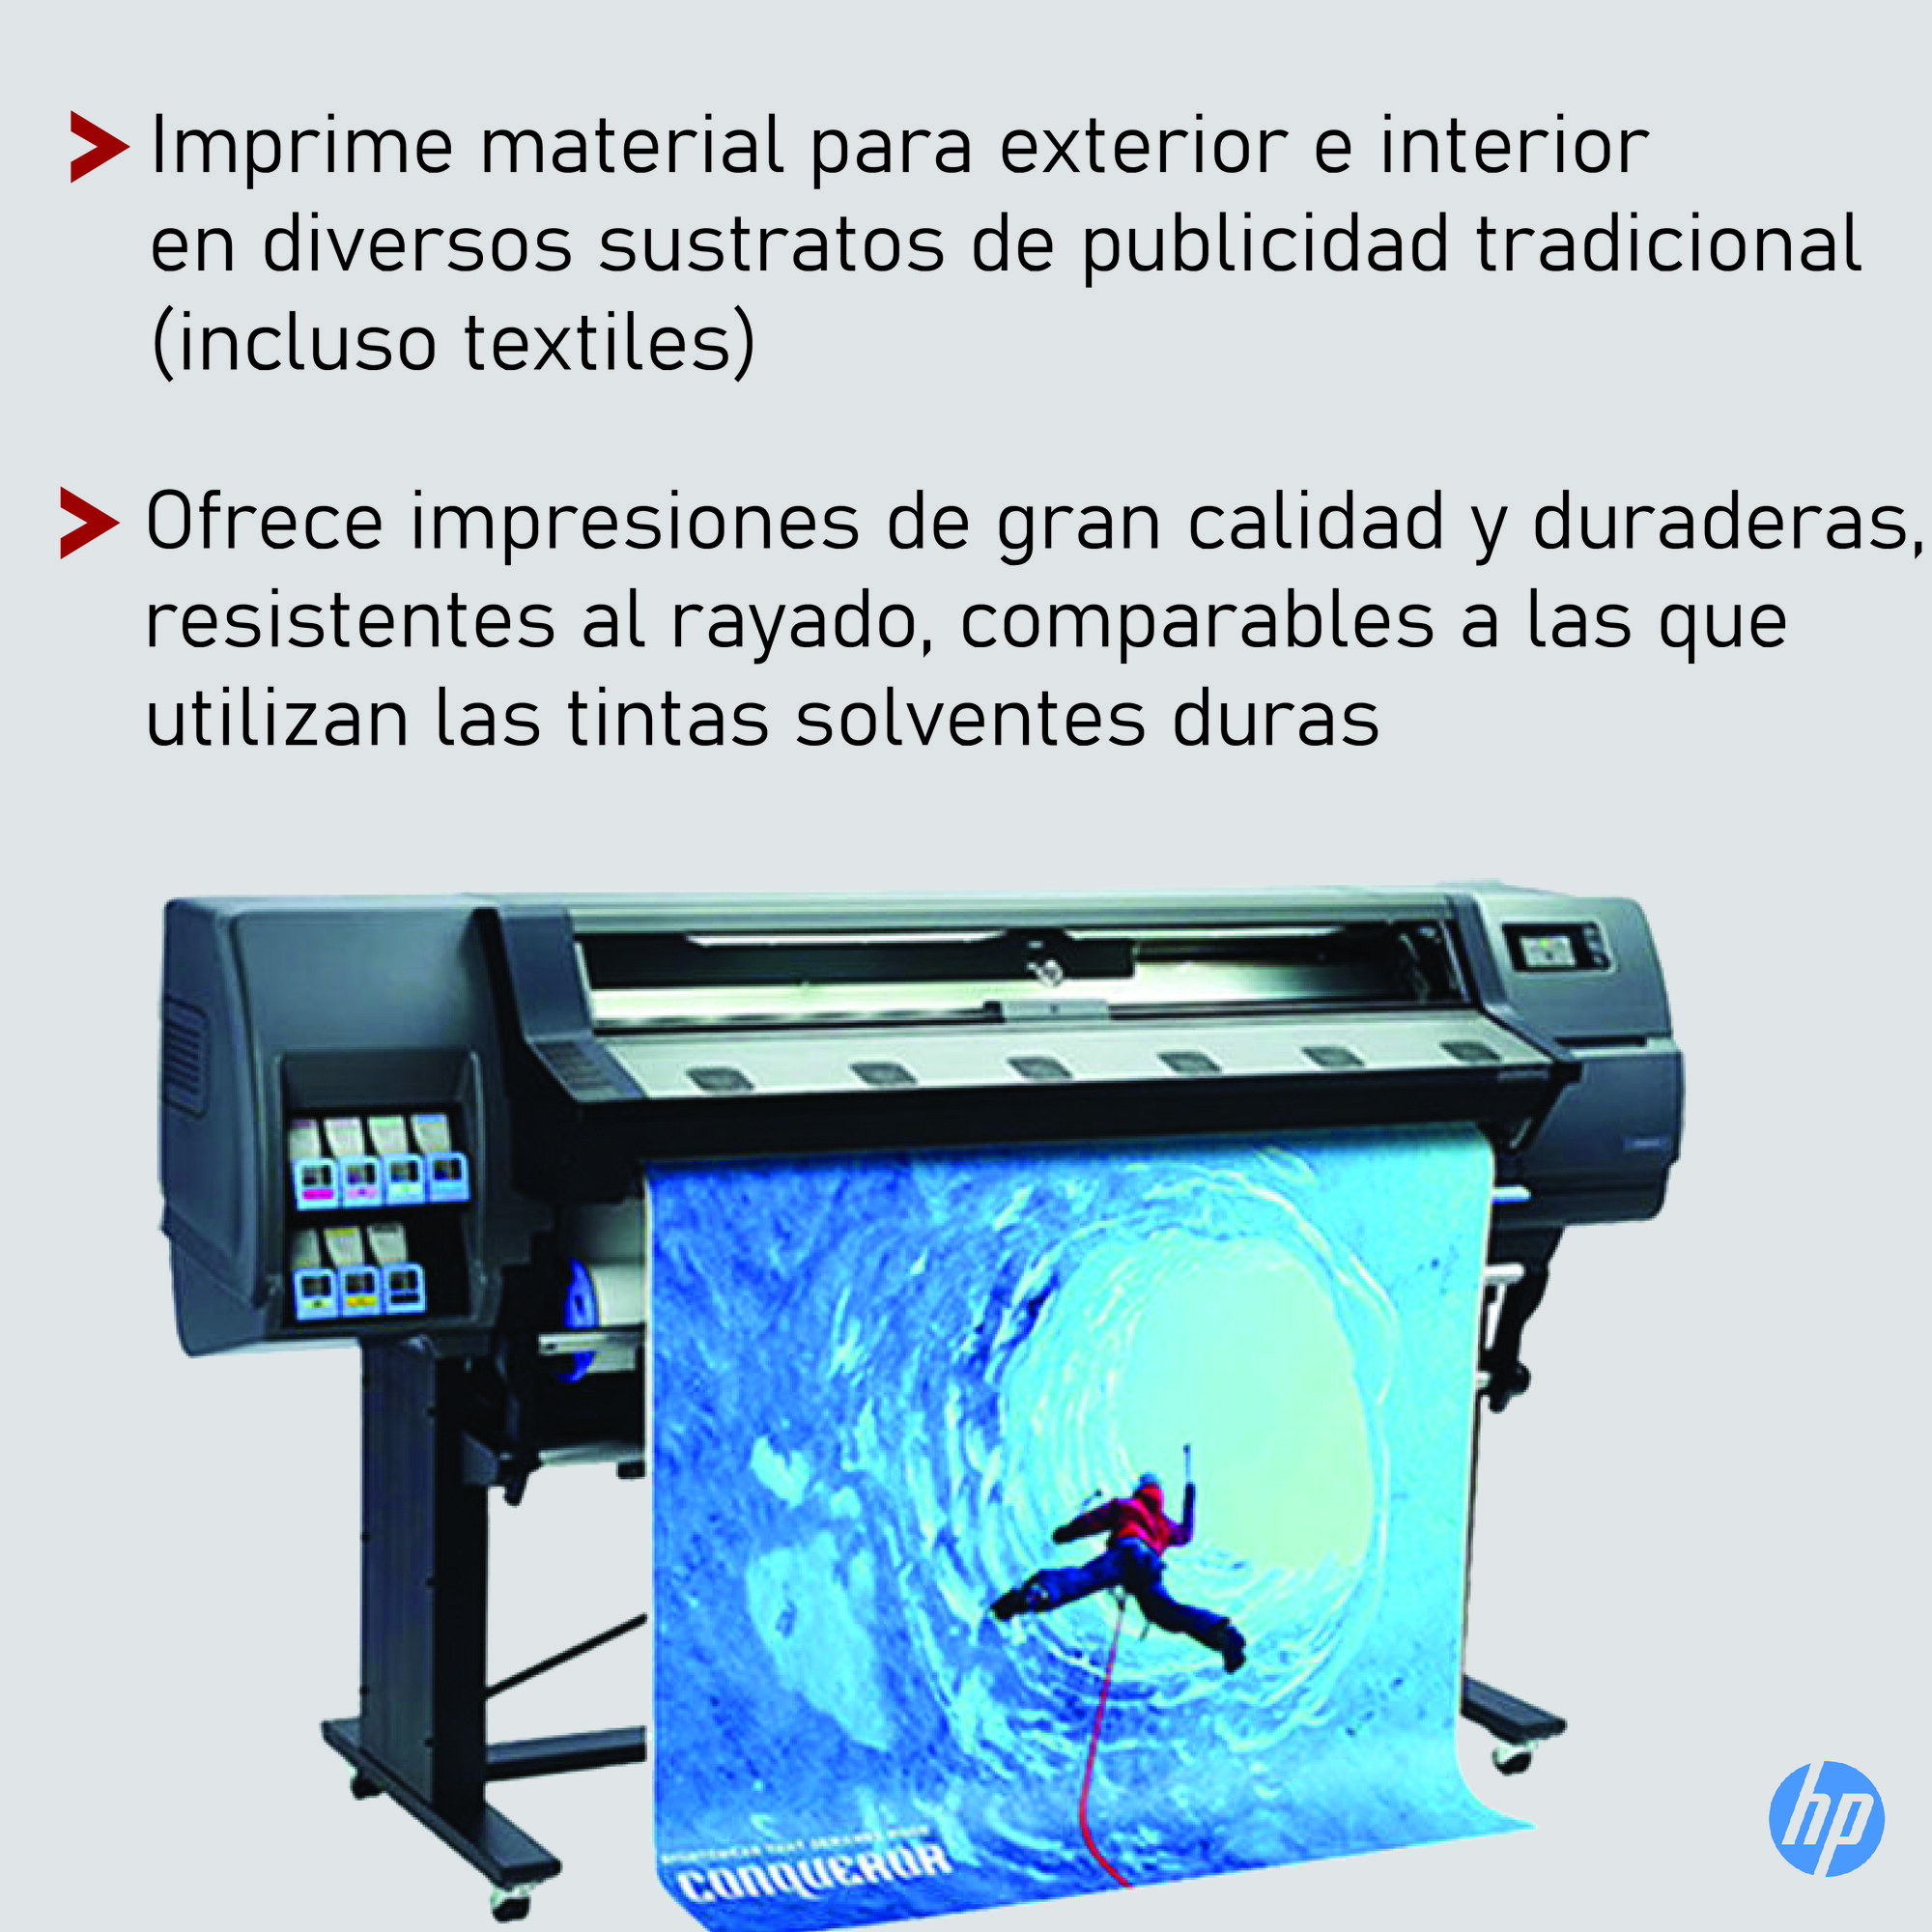 Imprime material para exterior e interior
en diversos sustratos de publicidad tradicional
(incluso textiles)
Ofrece impresiones de gran calidad y duraderas,
resistentes al rayado, comparables a las que
utilizan las tintas solventes duras
CONQUEROR
hp